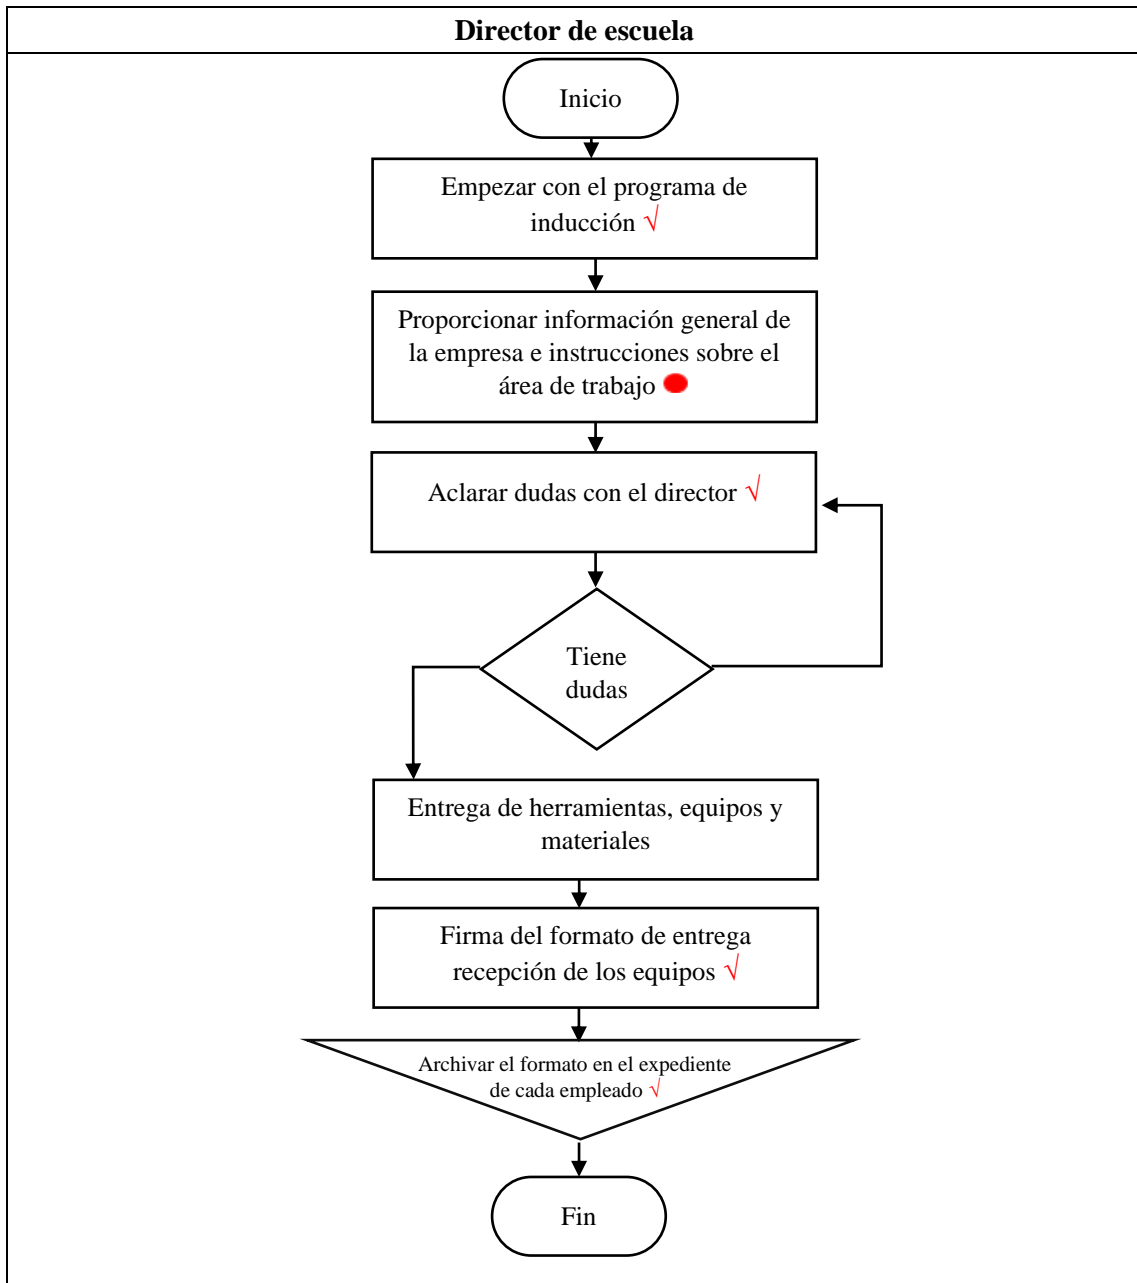 Director de escuela
Inicio
Empezar con el programa de
inducción √
Proporcionar información general de
la empresa e instrucciones sobre el
área de trabajo
Aclarar dudas con el director √
Tiene
dudas
Entrega de herramientas, equipos y
materiales
Firma del formato de entrega
recepción de los equipos √
Archivar el formato en el expediente
de cada empleado √
Fin